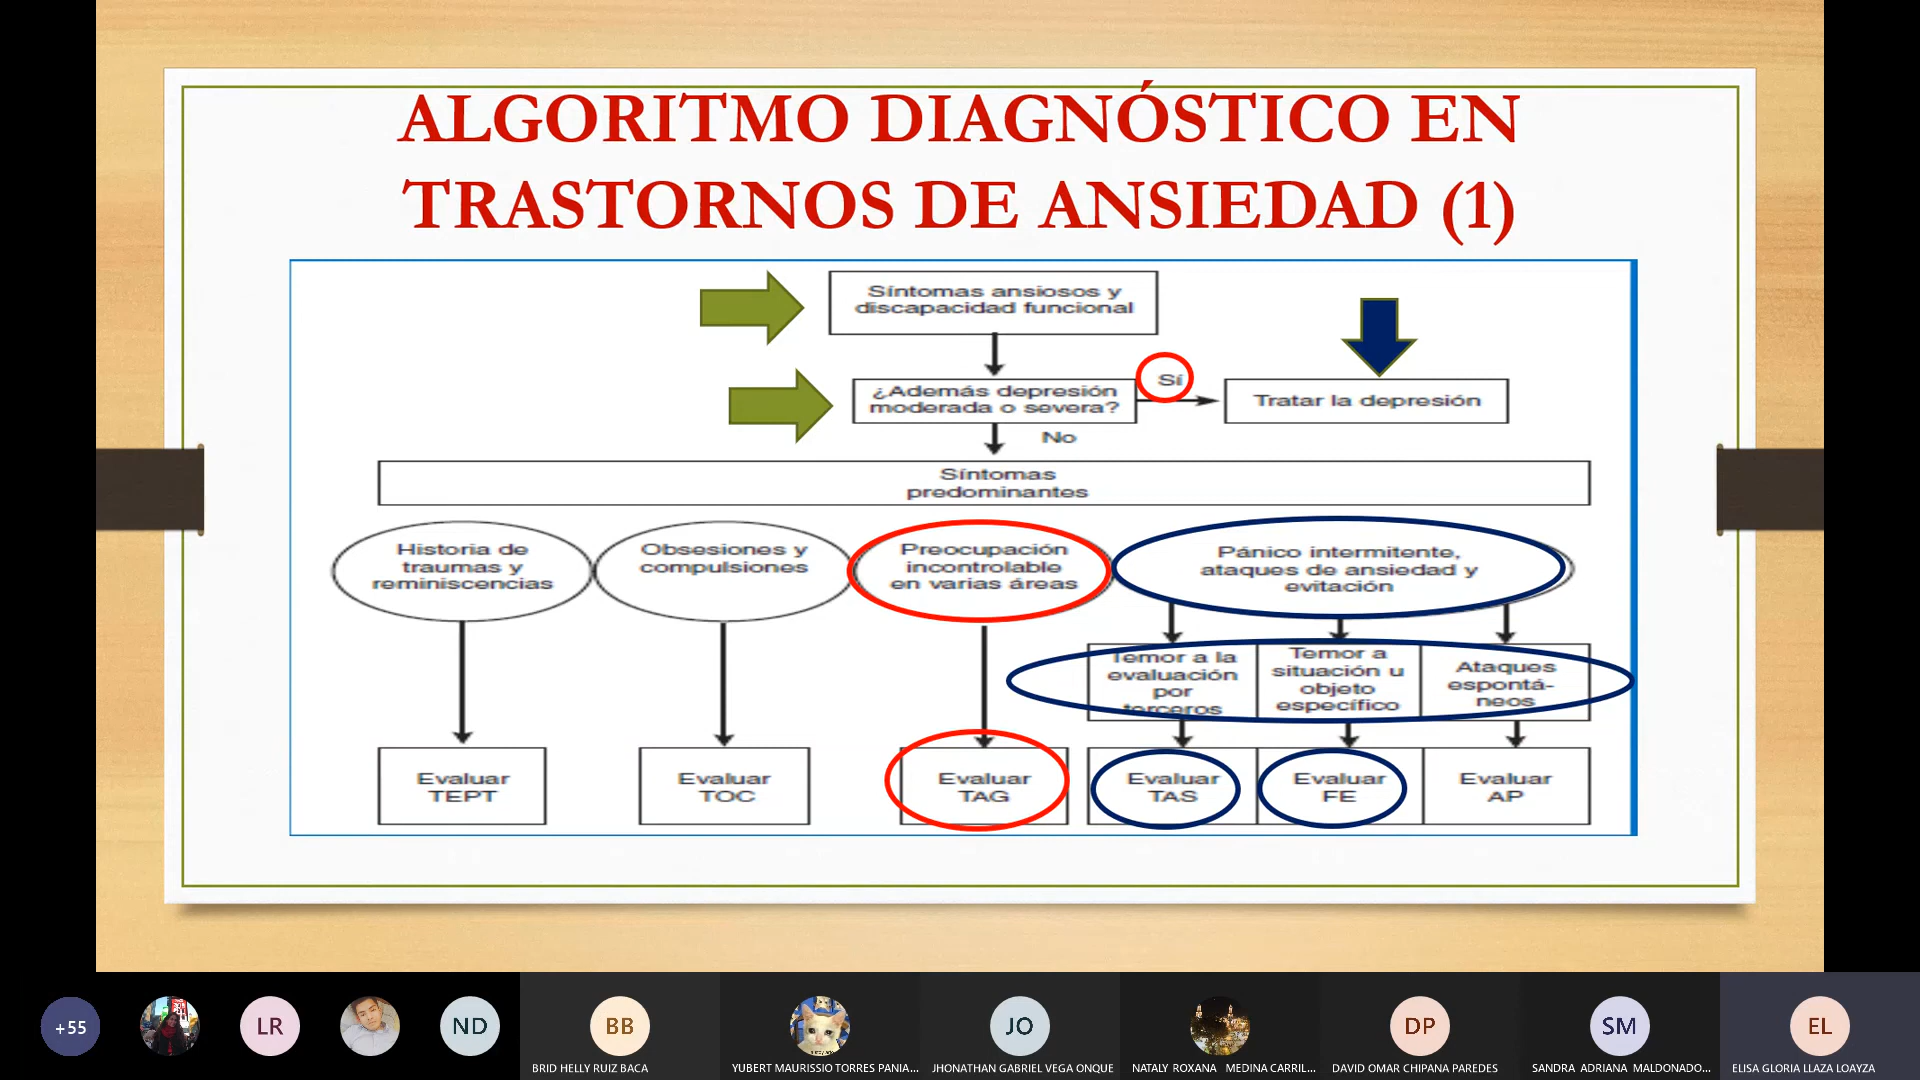 ALGORITMO DIAGNÓSTICO EN
TRASTORNOS DE ANSIEDAD (1)
Síntomas ansiosos y
discapacidad funcional
¿Además depresión
moderada o severa?
Sí
Tratar la depresión
No
Síntomas
predominantes
Historia de
traumas y
reminiscencias
Obsesiones y
compulsiones
Preocupación
incontrolable
en varias áreas
Pánico intermitente,
ataques de ansiedad y
evitación
Temor a la
evaluación
por
terceros
Temor a
situación u
objeto
específico
Ataques
espontá-
neos
Evaluar
TEPT
Evaluar
TOC
Evaluar
TAG
Evaluar
TAS
Evaluar
FE
Evaluar
AP
+55
LR
ND
BB
JO
DP
SM
EL
BRID HELLY RUIZ BACA
YUBERT MAURISSIO TORRES PANIA...
JHONATHAN GABRIEL VEGA ONQUE
NATALY ROXANA MEDINA CARRIL...
DAVID OMAR CHIPANA PAREDES
SANDRA ADRIANA MALDONADO...
ELISA GLORIA LLAZA LOAYZA